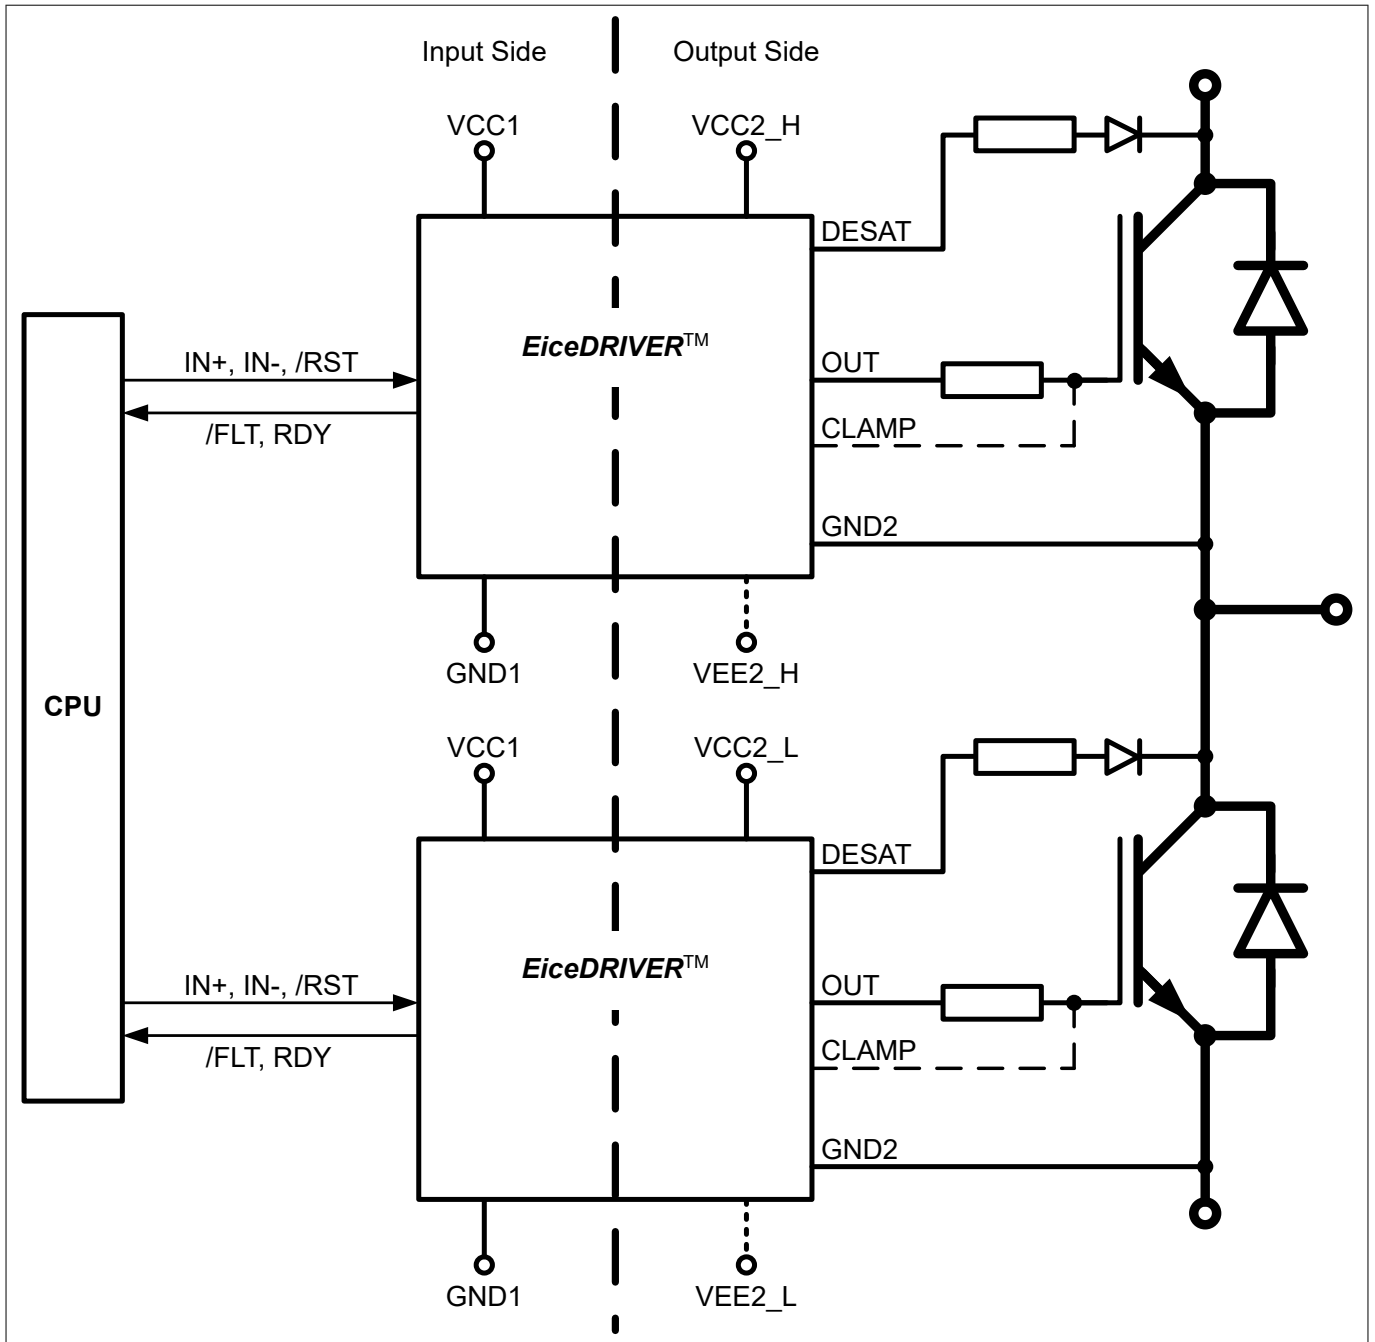 Input Side
Output Side
VCC1
VCC2_H
DESAT
EiceDRIVER™
IN+, IN-, /RST
OUT
/FLT, RDY
CLAMP
GND2
GND1
VEE2_H
CPU
VCC1
VCC2_L
DESAT
EiceDRIVER™
IN+, IN-, /RST
OUT
/FLT, RDY
CLAMP
GND2
GND1
VEE2_L